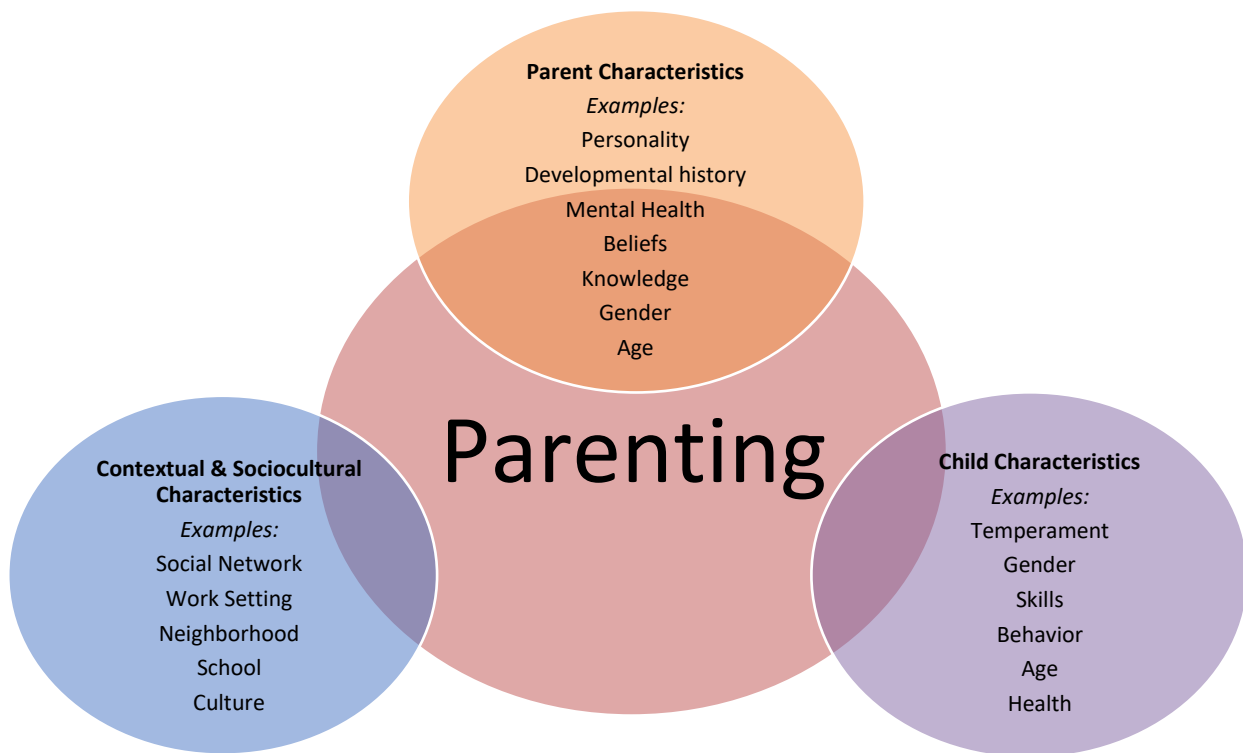 Parent Characteristics
Examples:
Personality
Developmental history
Mental Health
Beliefs
Knowledge
Gender
Age
Parenting
Contextual & Sociocultural
Characteristics
Examples:
Social Network
Work Setting
Neighborhood
School
Culture
Child Characteristics
Examples:
Temperament
Gender
Skills
Behavior
Age
Health